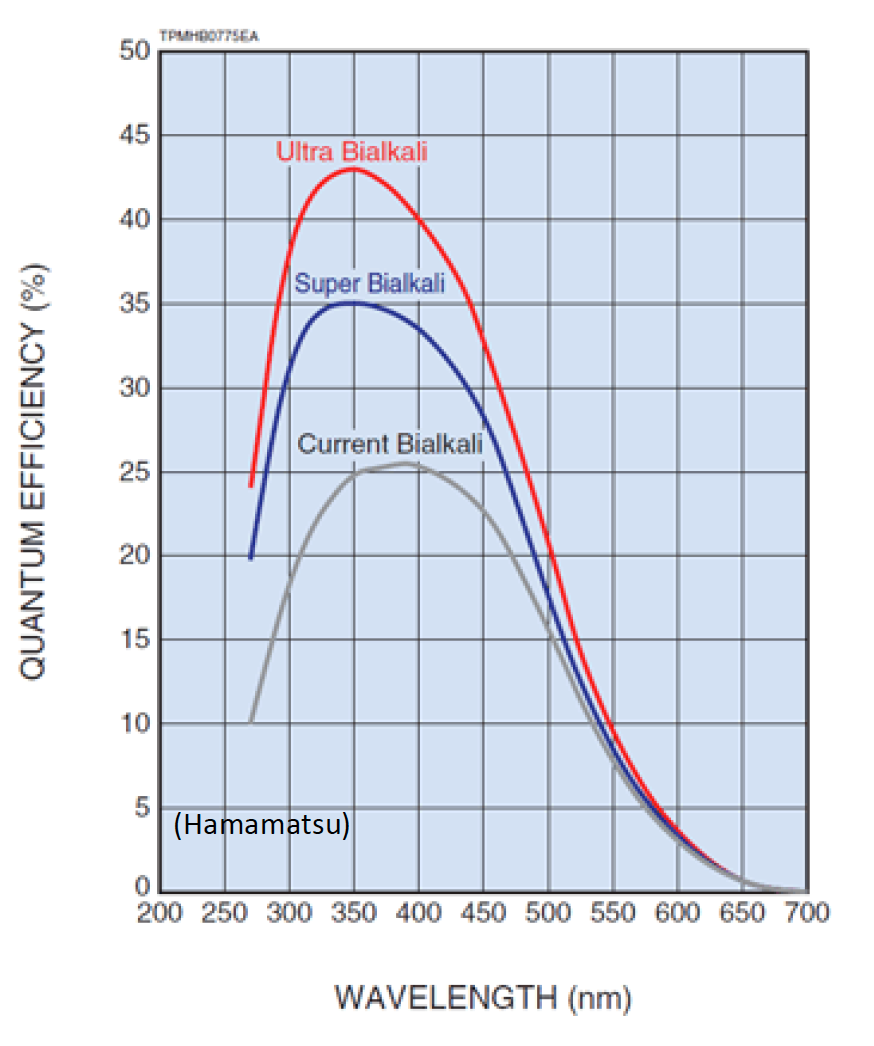 TPMHB0775EA
50
45
40
35
30
25
20
15
10
5
0
Ultra Bialkali
Super Bialkali
Current Bialkali
(Hamamatsu)
200 250 300 350 400 450 500 550 600 650 700
QUANTUM EFFICIENCY (%)
WAVELENGTH (nm)